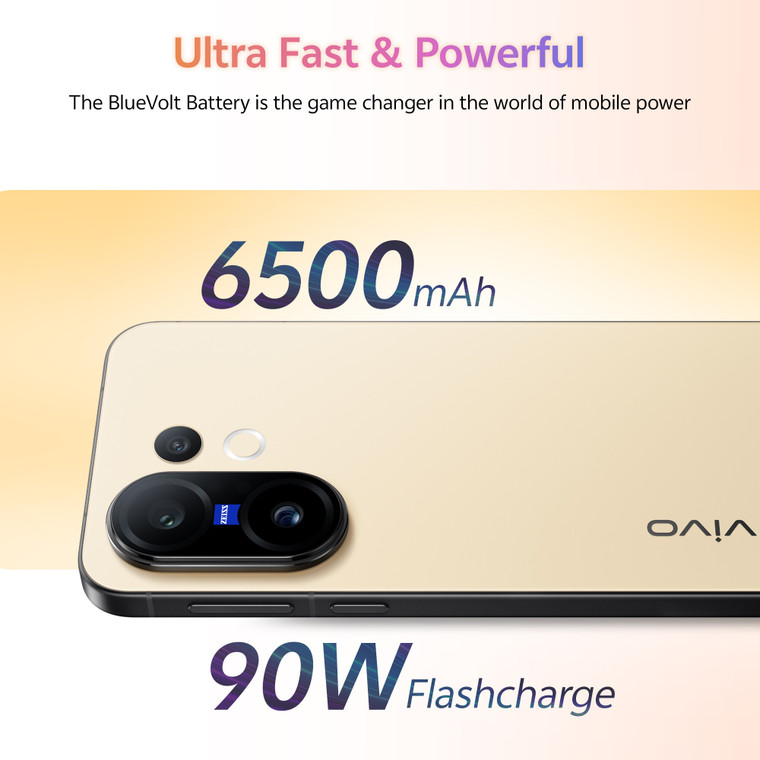 Ultra Fast & Powerful
The BlueVolt Battery is the game changer in the world of mobile power
6500mAh
ZEISS
vivo
90W Flashcharge